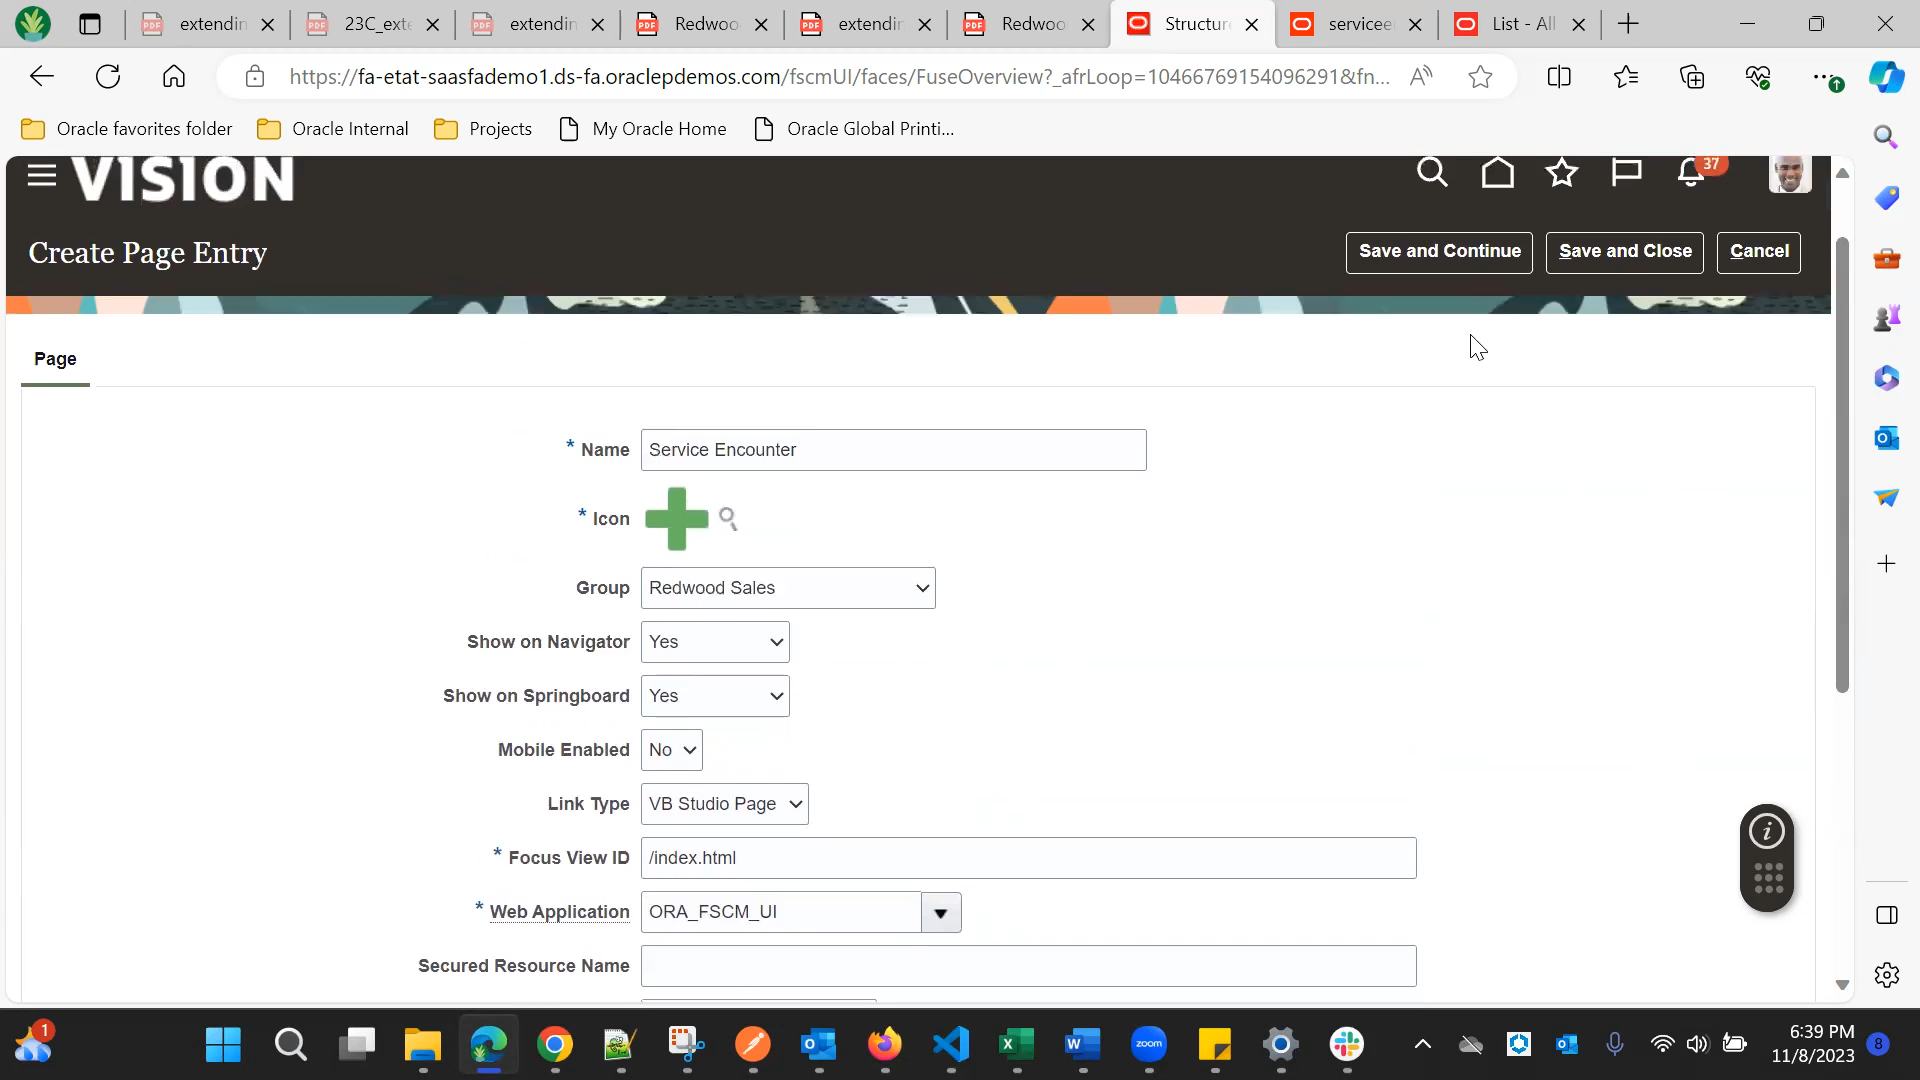 extendin
23C_exte
extendin
Redwoo
extendin
Redwoo
Structur
servicee
List - All
https://fa-etat-saasfademo1.ds-fa.oraclepdemos.com/fscmUI/faces/FuseOverview?_afrLoop=10466769154096291&fn...
Oracle favorites folder
Oracle Internal
Projects
My Oracle Home
Oracle Global Printi...
VISION
37
Create Page Entry
Save and Continue
Save and Close
Cancel
Page
* Name Service Encounter
* Icon
Group Redwood Sales
Show on Navigator Yes
Show on Springboard Yes
Mobile Enabled No
Link Type VB Studio Page
* Focus View ID /index.html
* Web Application ORA_FSCM_UI
Secured Resource Name
1
zoom
6:39 PM
11/8/2023
8